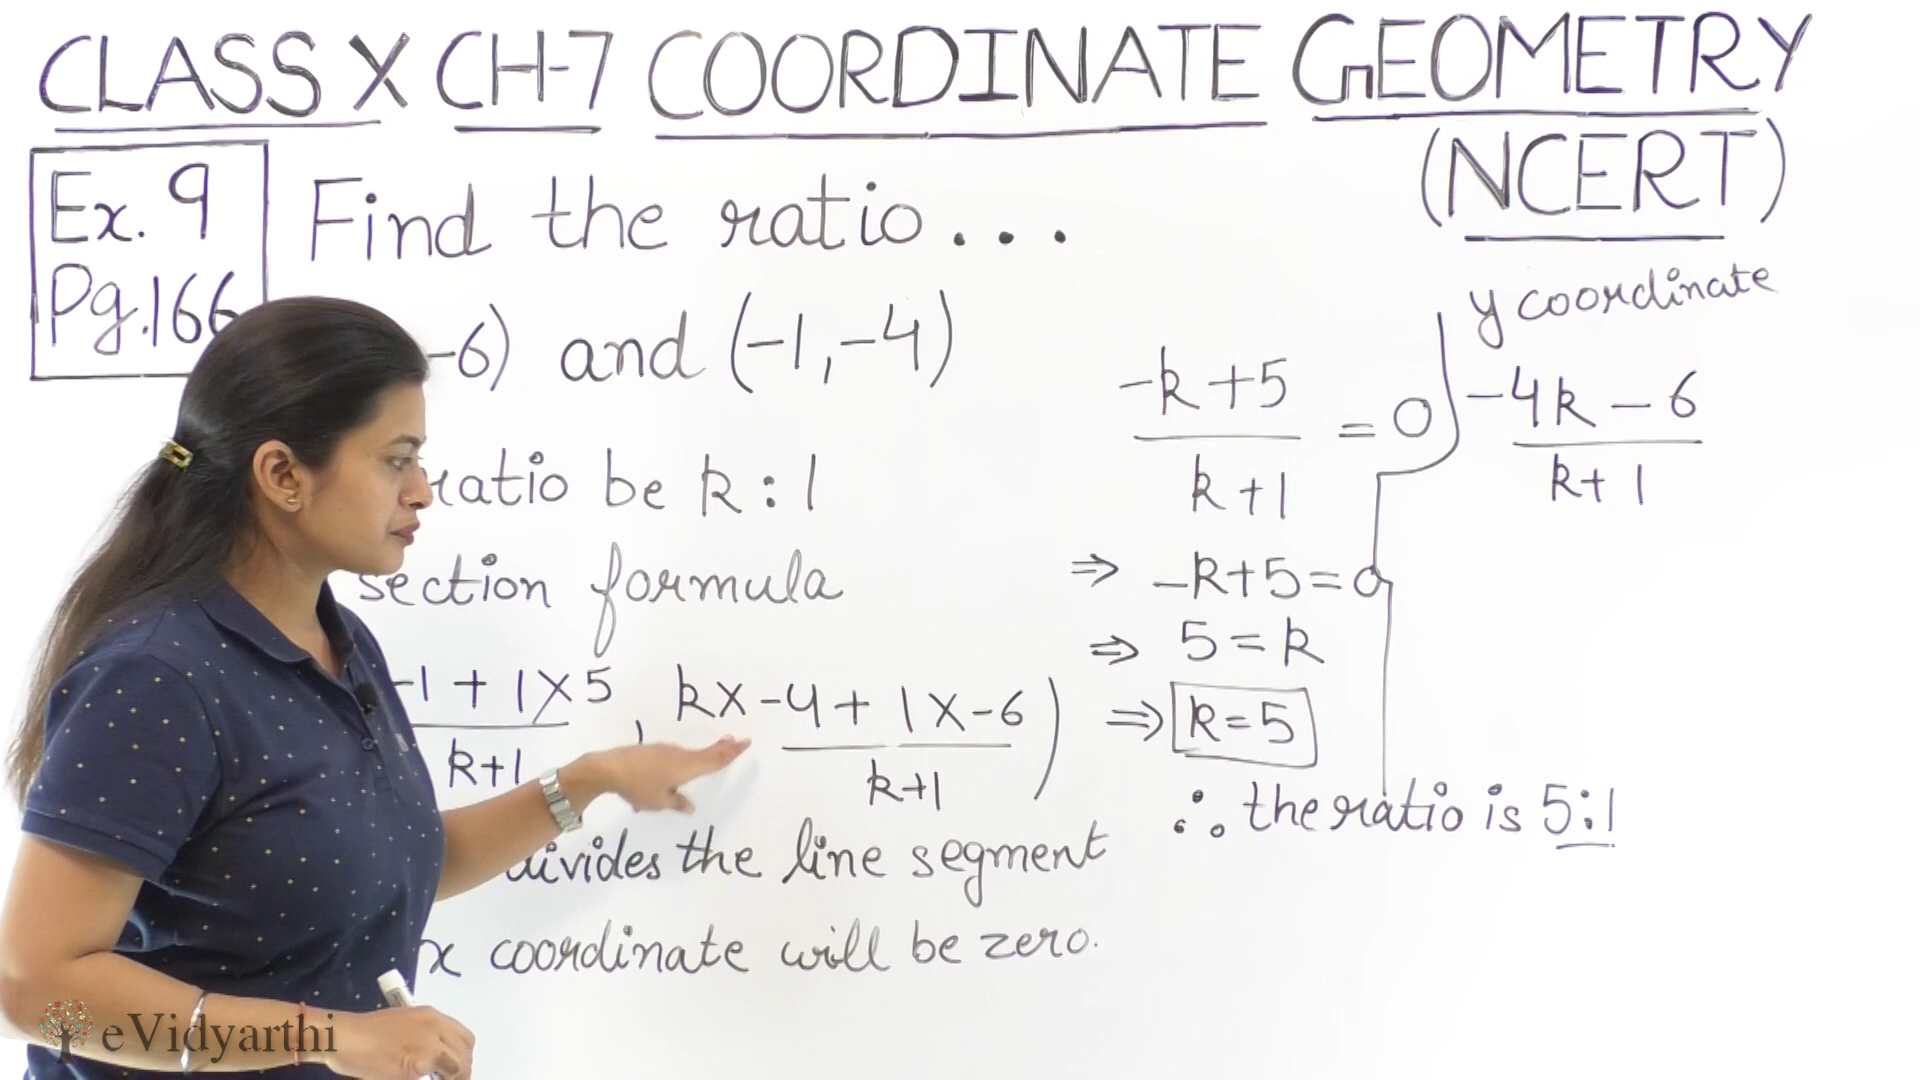 CLASS X CH-7 COORDINATE GEOMETRY
(NCERT)
Ex. 9
Pg. 166
Find the ratio...
-6) and (-1, -4)
ratio be k : 1
section formula
-1 + 1 X 5 , k X -4 + 1 X -6 )
k+1 k+1
divides the line segment
x coordinate will be zero.
-k + 5
= 0
k + 1
⇒ -k + 5 = 0
⇒ 5 = k
⇒ k = 5
∴ the ratio is 5:1
y coordinate
-4k - 6
k + 1
eVidyarthi